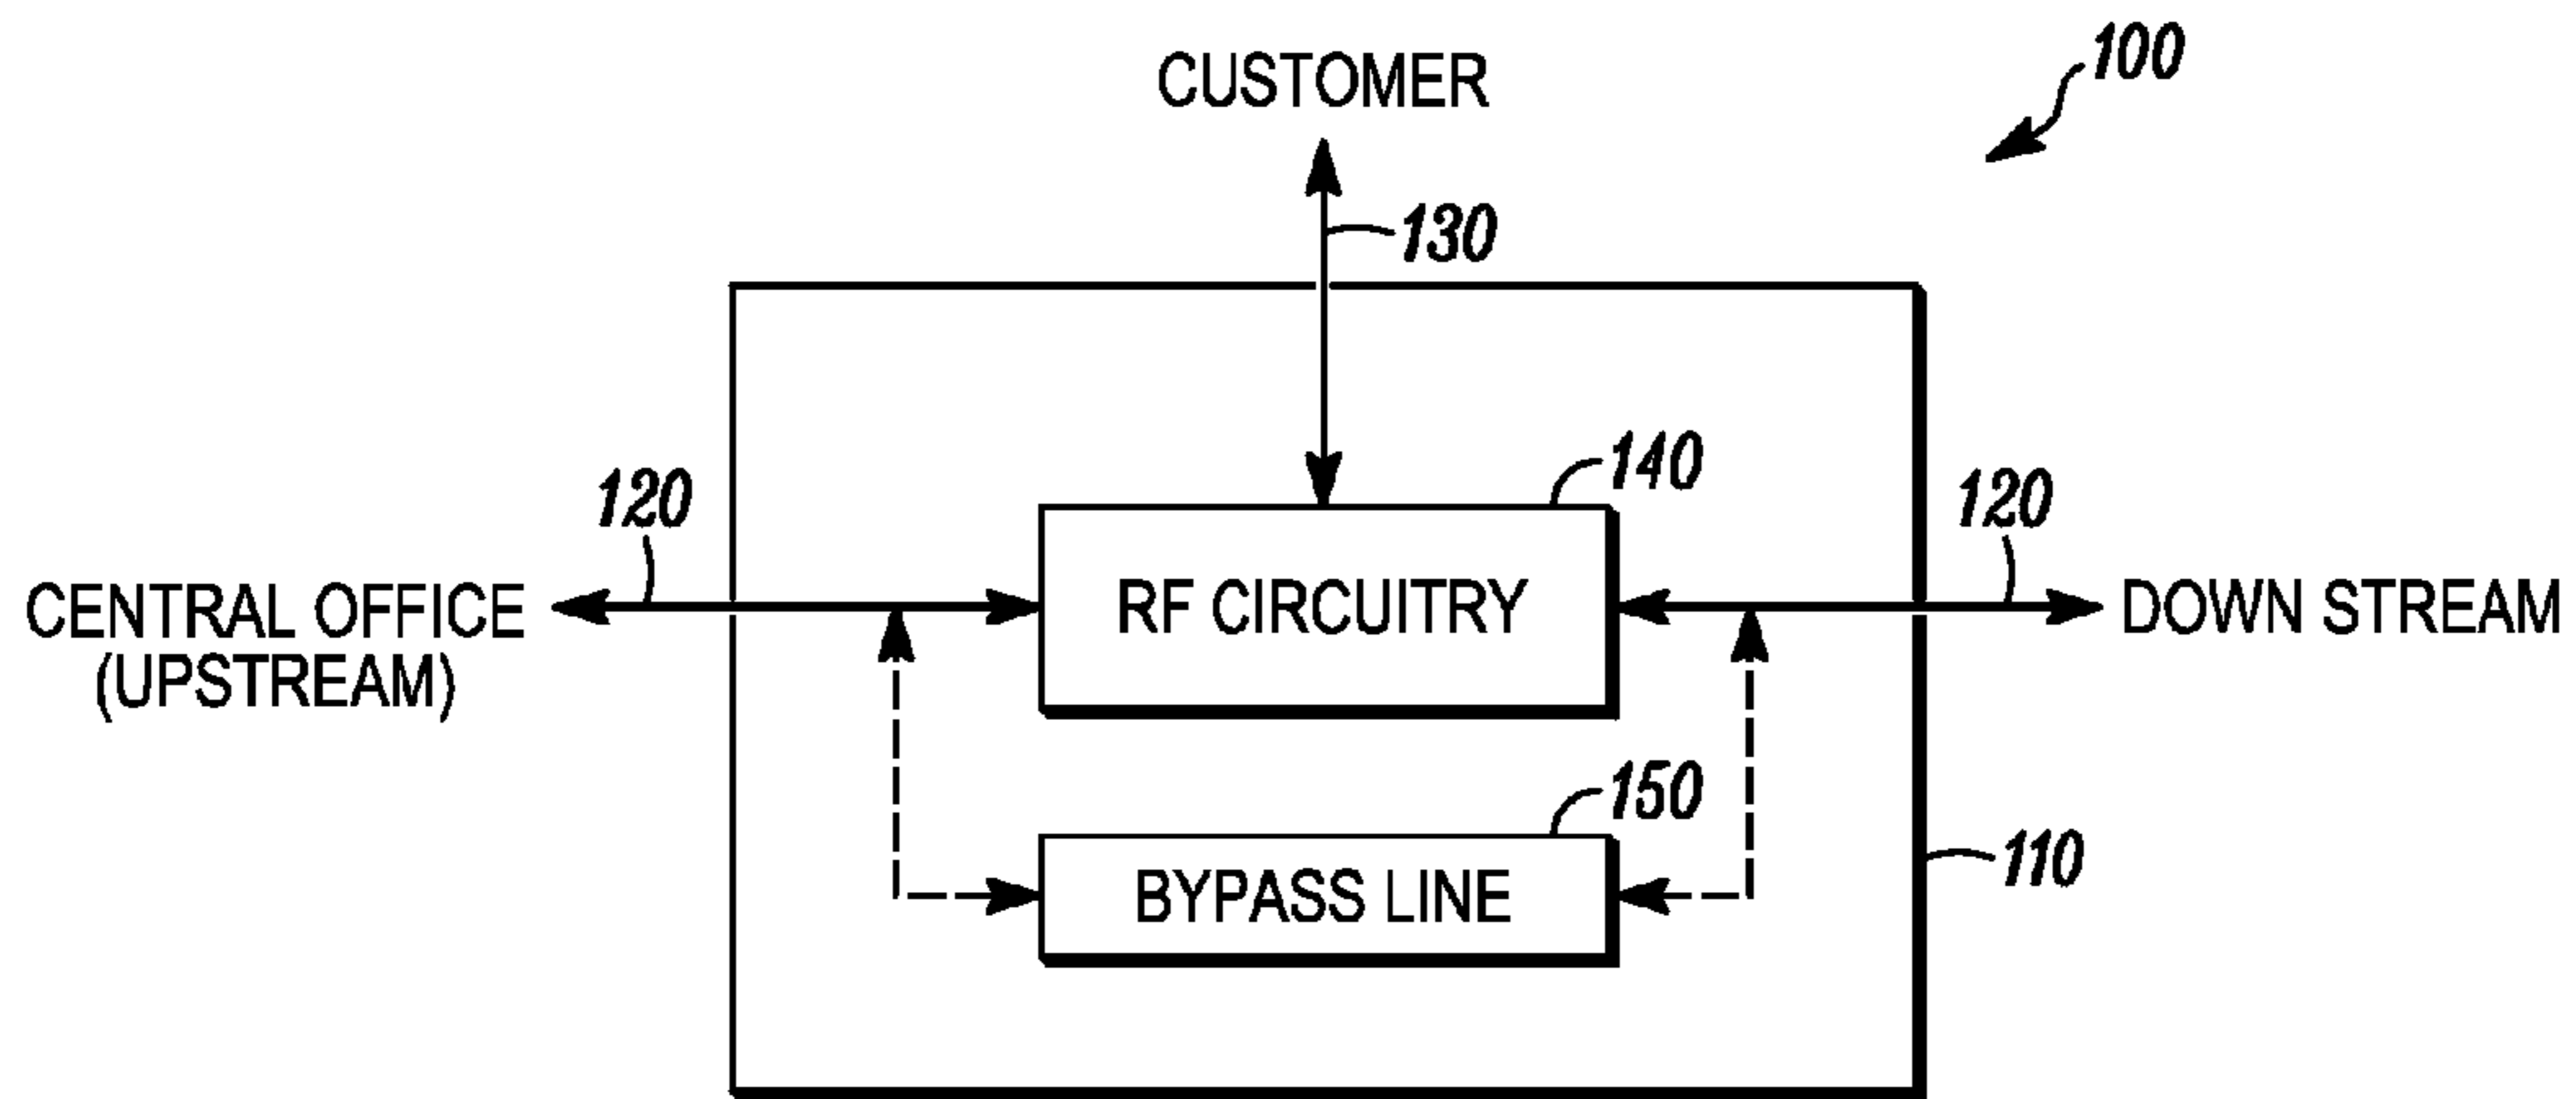 100
CUSTOMER
130
140
120
120
RF CIRCUITRY
CENTRAL OFFICE
(UPSTREAM)
DOWN STREAM
150
BYPASS LINE
110